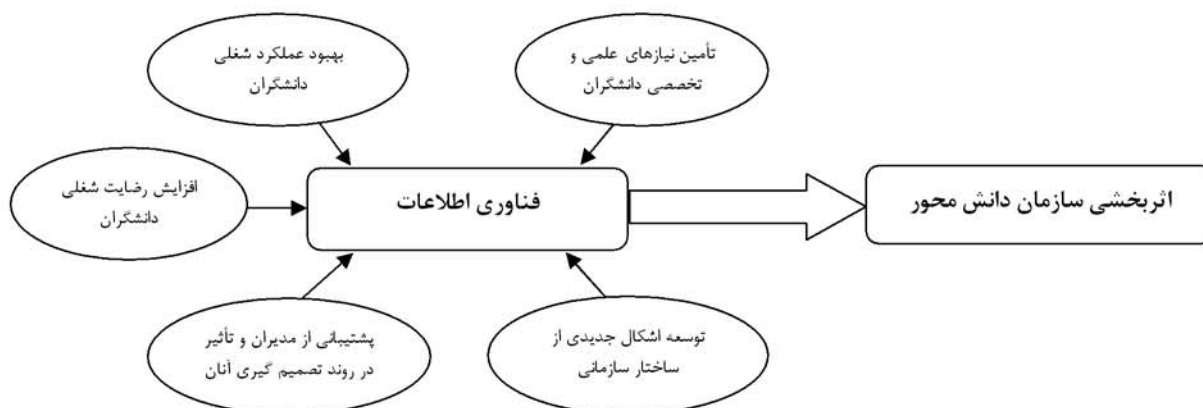 بهبود عملکرد شغلی
دانشگران
تأمین نیازهای علمی و
تخصصی دانشگران
افزایش رضایت شغلی
دانشگران
فناوری اطلاعات
اثربخشی سازمان دانش محور
پشتیبانی از مدیران و تأثیر
در روند تصمیم گیری آنان
توسعه اشکال جدیدی از
ساختار سازمانی